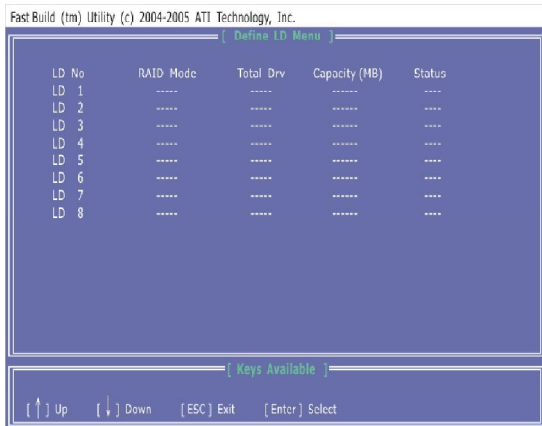 Fast Build (tm) Utility (c) 2004-2005 ATI Technology, Inc.
[ Define LD Menu ]
LD No RAID Mode Total Drv Capacity (MB) Status
LD 1 ----- ----- ------ ----
LD 2 ----- ----- ------ ----
LD 3 ----- ----- ------ ----
LD 4 ----- ----- ------ ----
LD 5 ----- ----- ------ ----
LD 6 ----- ----- ------ ----
LD 7 ----- ----- ------ ----
LD 8 ----- ----- ------ ----
[ Keys Available ]
[↑] Up [↓] Down [ESC] Exit [Enter] Select